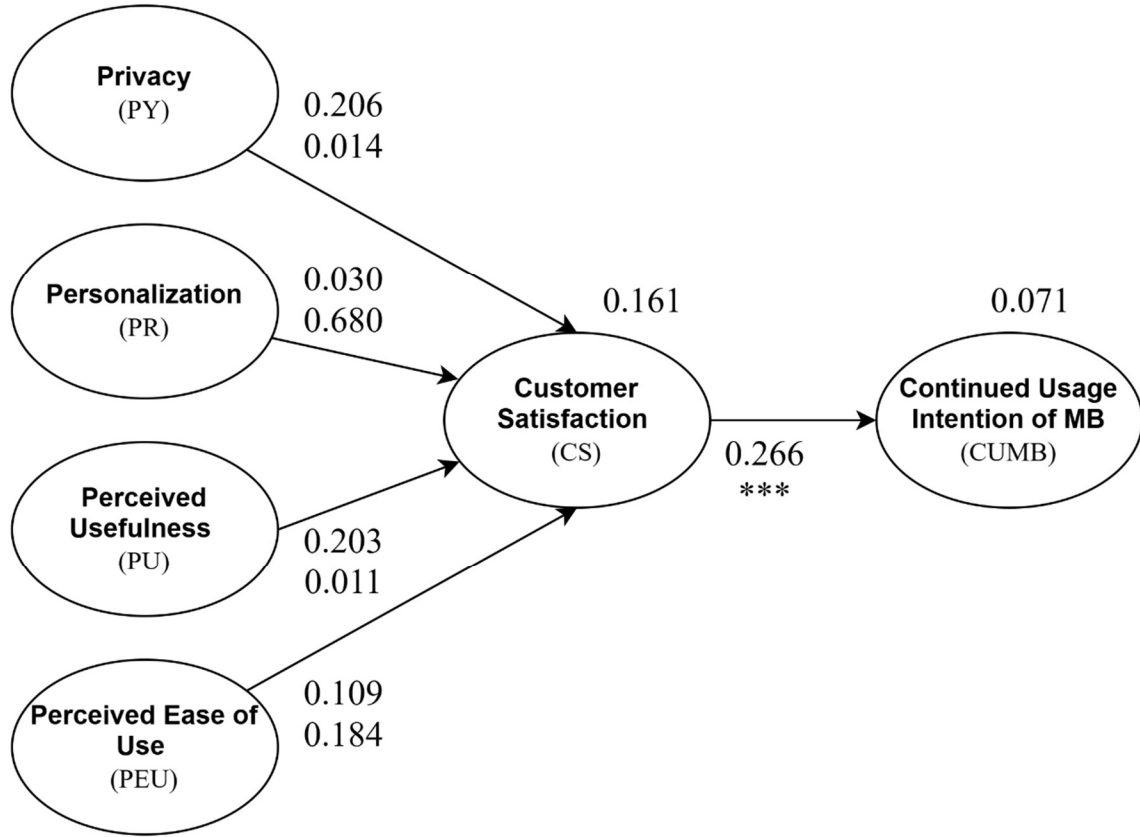 Privacy
(PY)
0.206
0.014
Personalization
(PR)
0.030
0.680
0.161
0.071
Customer
Satisfaction
(CS)
Continued Usage
Intention of MB
(CUMB)
0.266
***
Perceived
Usefulness
(PU)
0.203
0.011
Perceived Ease of
Use
(PEU)
0.109
0.184